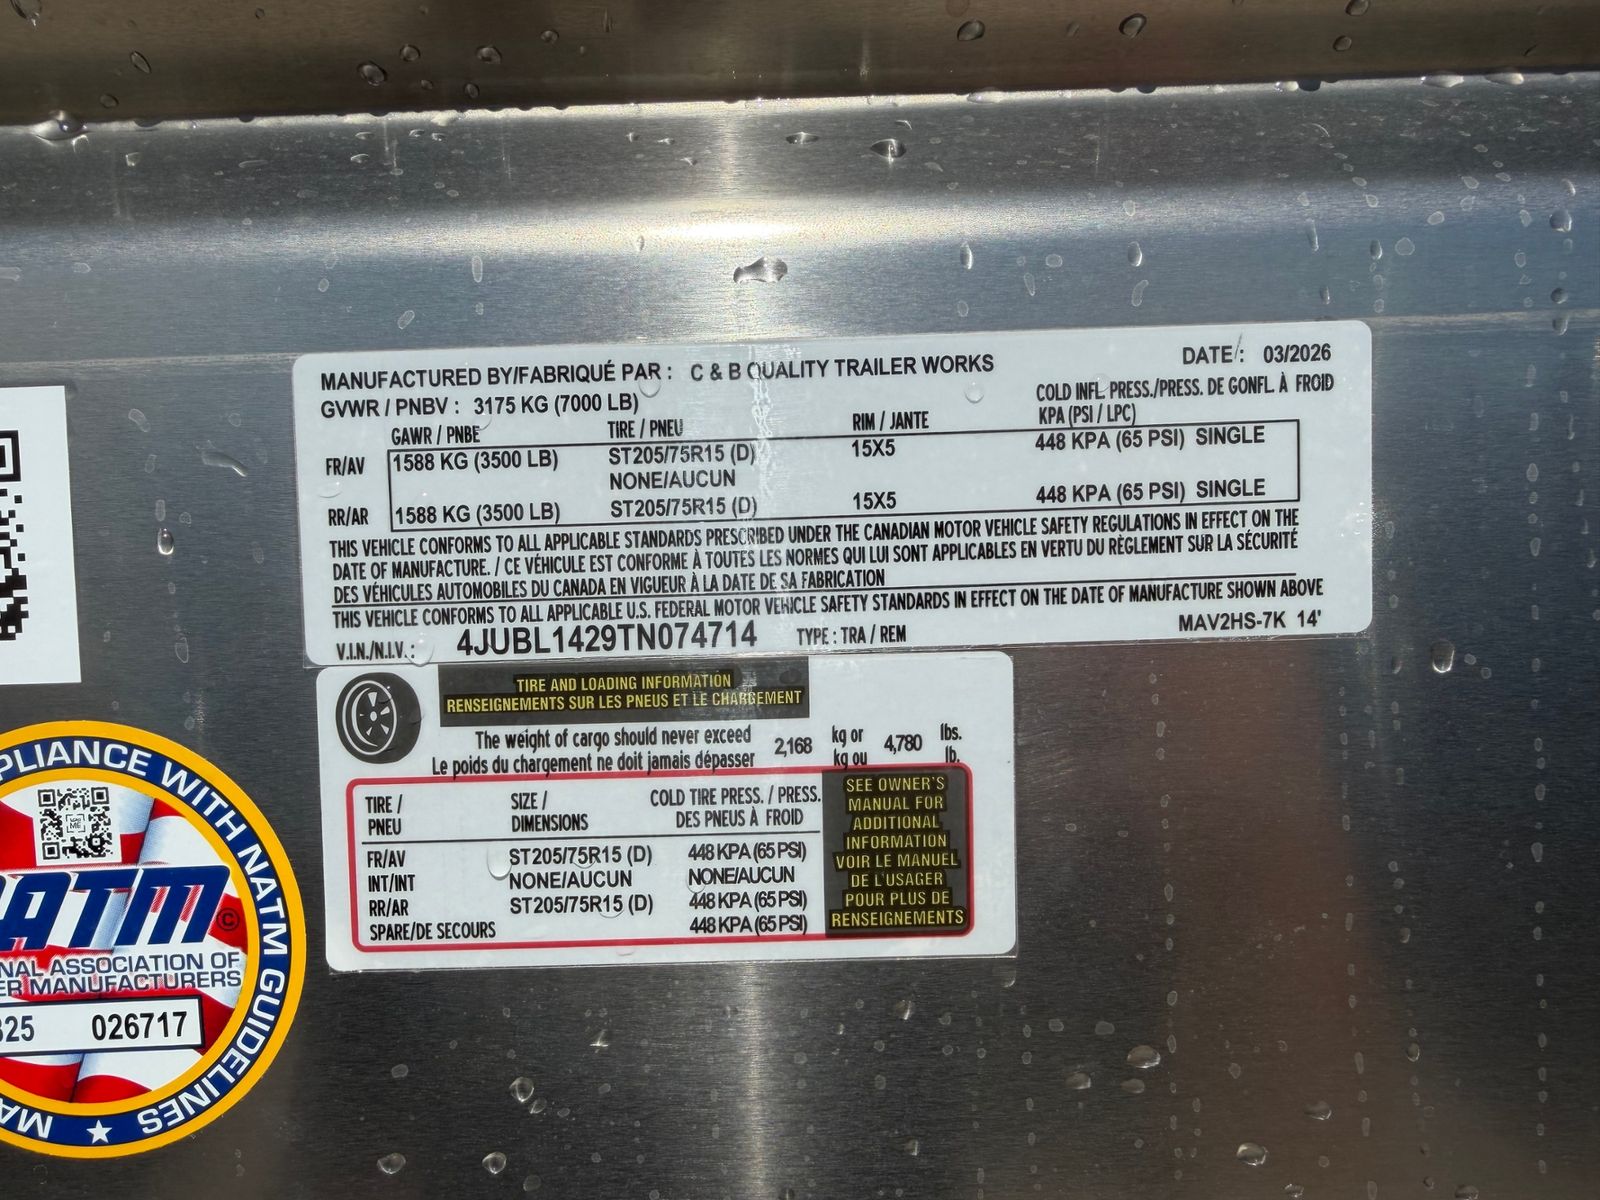 MANUFACTURED BY/FABRIQUÉ PAR : C & B QUALITY TRAILER WORKS
DATE : 03/2026
GVWR / PNBV : 3175 KG (7000 LB)
COLD INFL. PRESS./PRESS. DE GONFL. À FROID
GAWR / PNBE TIRE / PNEU RIM / JANTE KPA (PSI / LPC)
FR/AV 1588 KG (3500 LB) ST205/75R15 (D) 15X5 448 KPA (65 PSI) SINGLE
NONE/AUCUN
RR/AR 1588 KG (3500 LB) ST205/75R15 (D) 15X5 448 KPA (65 PSI) SINGLE
THIS VEHICLE CONFORMS TO ALL APPLICABLE STANDARDS PRESCRIBED UNDER THE CANADIAN MOTOR VEHICLE SAFETY REGULATIONS IN EFFECT ON THE
DATE OF MANUFACTURE. / CE VÉHICULE EST CONFORME À TOUTES LES NORMES QUI LUI SONT APPLICABLES EN VERTU DU RÈGLEMENT SUR LA SÉCURITÉ
DES VÉHICULES AUTOMOBILES DU CANADA EN VIGUEUR À LA DATE DE SA FABRICATION
THIS VEHICLE CONFORMS TO ALL APPLICABLE U.S. FEDERAL MOTOR VEHICLE SAFETY STANDARDS IN EFFECT ON THE DATE OF MANUFACTURE SHOWN ABOVE
V.I.N./N.I.V. : 4JUBL1429TN074714 TYPE : TRA / REM MAV2HS-7K 14'
TIRE AND LOADING INFORMATION
RENSEIGNEMENTS SUR LES PNEUS ET LE CHARGEMENT
The weight of cargo should never exceed 2,168 kg or 4,780 lbs.
Le poids du chargement ne doit jamais dépasser kg ou lb.
TIRE / SIZE / COLD TIRE PRESS. / PRESS.
PNEU DIMENSIONS DES PNEUS À FROID
FR/AV ST205/75R15 (D) 448 KPA (65 PSI)
INT/INT NONE/AUCUN NONE/AUCUN
RR/AR ST205/75R15 (D) 448 KPA (65 PSI)
SPARE/DE SECOURS 448 KPA (65 PSI)
SEE OWNER'S
MANUAL FOR
ADDITIONAL
INFORMATION
VOIR LE MANUEL
DE L'USAGER
POUR PLUS DE
RENSEIGNEMENTS
WITH NATM GUIDELINES
ATM ©
ASSOCIATION OF
MANUFACTURERS
026717